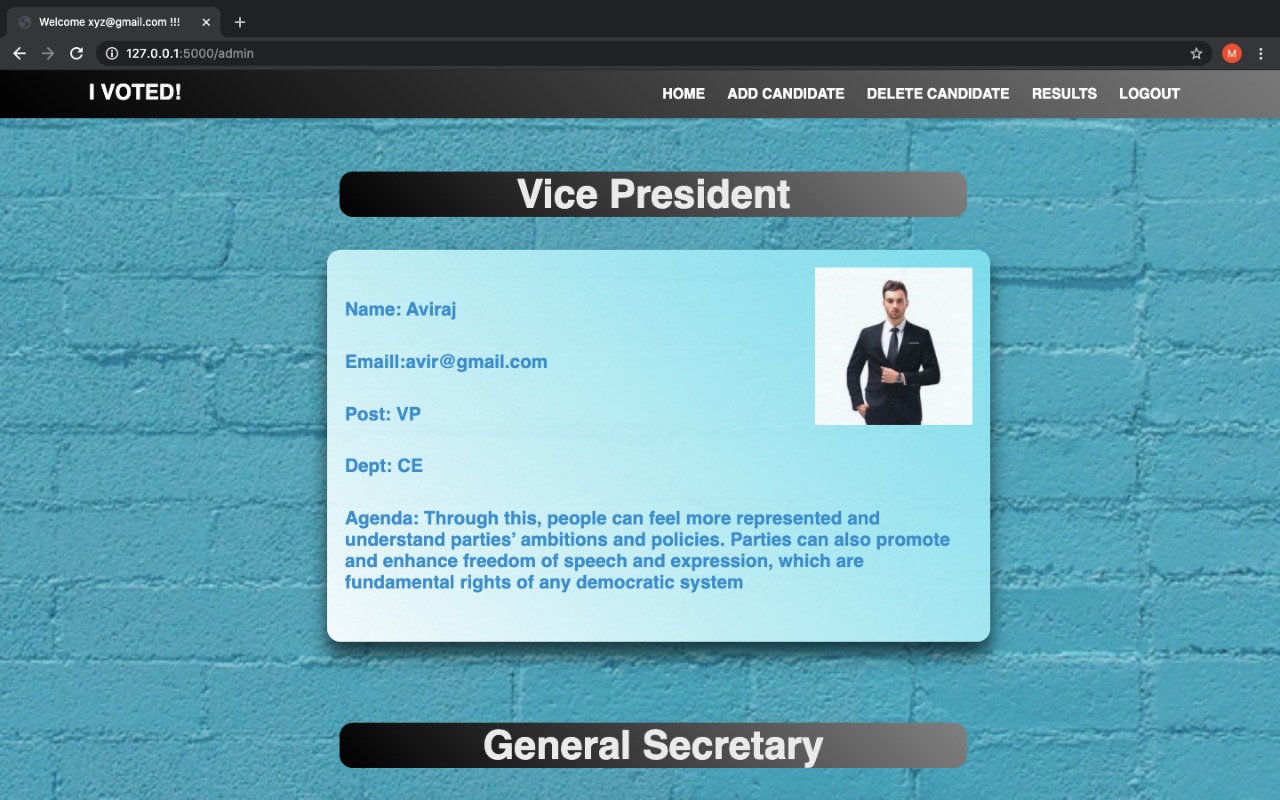 Welcome xyz@gmail.com !!!
127.0.0.1:5000/admin
M
I VOTED!
HOME ADD CANDIDATE DELETE CANDIDATE RESULTS LOGOUT
Vice President
Name: Aviraj
Emaill:avir@gmail.com
Post: VP
Dept: CE
Agenda: Through this, people can feel more represented and
understand parties’ ambitions and policies. Parties can also promote
and enhance freedom of speech and expression, which are
fundamental rights of any democratic system
General Secretary